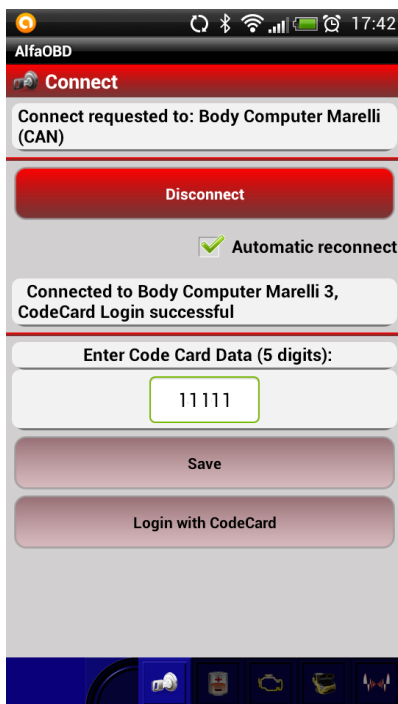 17:42
AlfaOBD
Connect
Connect requested to: Body Computer Marelli
(CAN)
Disconnect
Automatic reconnect
Connected to Body Computer Marelli 3,
CodeCard Login successful
Enter Code Card Data (5 digits):
11111
Save
Login with CodeCard